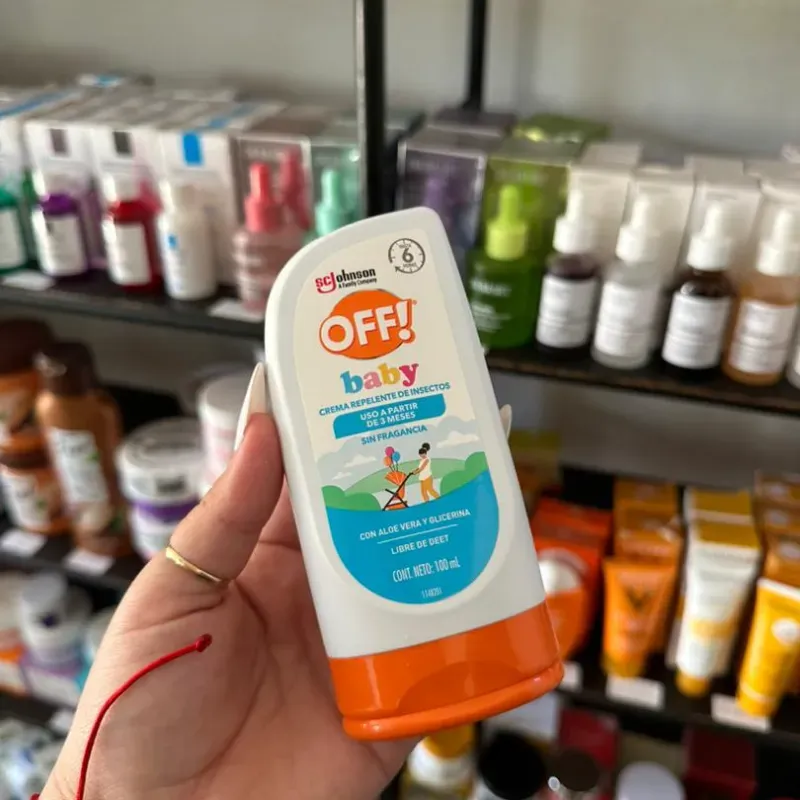 SC Johnson
A Family Company
6
OFF!
baby
CREMA REPELENTE DE INSECTOS
USO A PARTIR
DE 3 MESES
SIN FRAGANCIA
CON ALOE VERA Y GLICERINA
LIBRE DE DEET
CONT. NETO: 100 mL